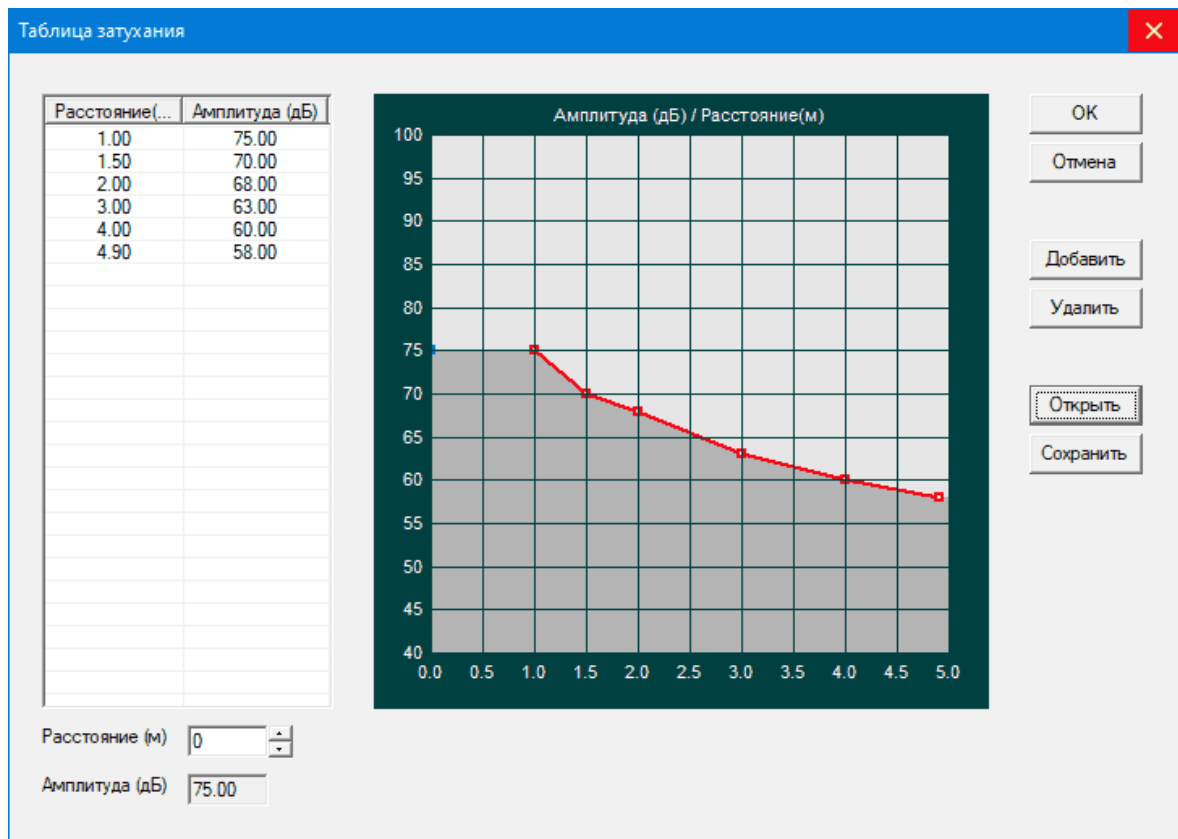 Таблица затухания
Расстояние(... Амплитуда (дБ)
1.00 75.00
1.50 70.00
2.00 68.00
3.00 63.00
4.00 60.00
4.90 58.00
Амплитуда (дБ) / Расстояние(м)
100
95
90
85
80
75
70
65
60
55
50
45
40
0.0 0.5 1.0 1.5 2.0 2.5 3.0 3.5 4.0 4.5 5.0
OK
Отмена
Добавить
Удалить
Открыть
Сохранить
Расстояние (м) 0
Амплитуда (дБ) 75.00